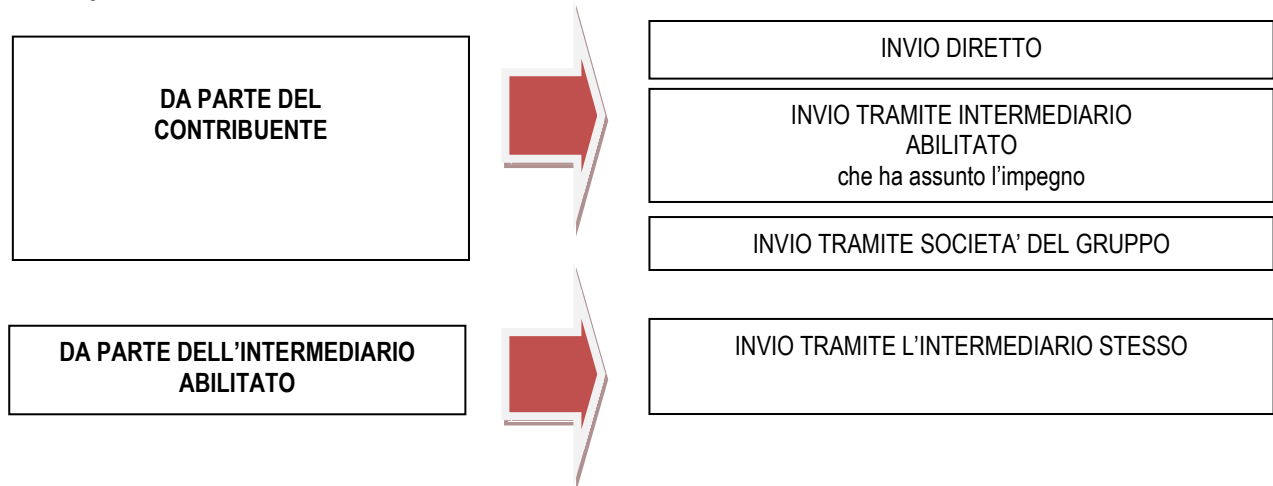 DA PARTE DEL
CONTRIBUENTE
INVIO DIRETTO
INVIO TRAMITE INTERMEDIARIO
ABILITATO
che ha assunto l’impegno
INVIO TRAMITE SOCIETA’ DEL GRUPPO
DA PARTE DELL’INTERMEDIARIO
ABILITATO
INVIO TRAMITE L’INTERMEDIARIO STESSO